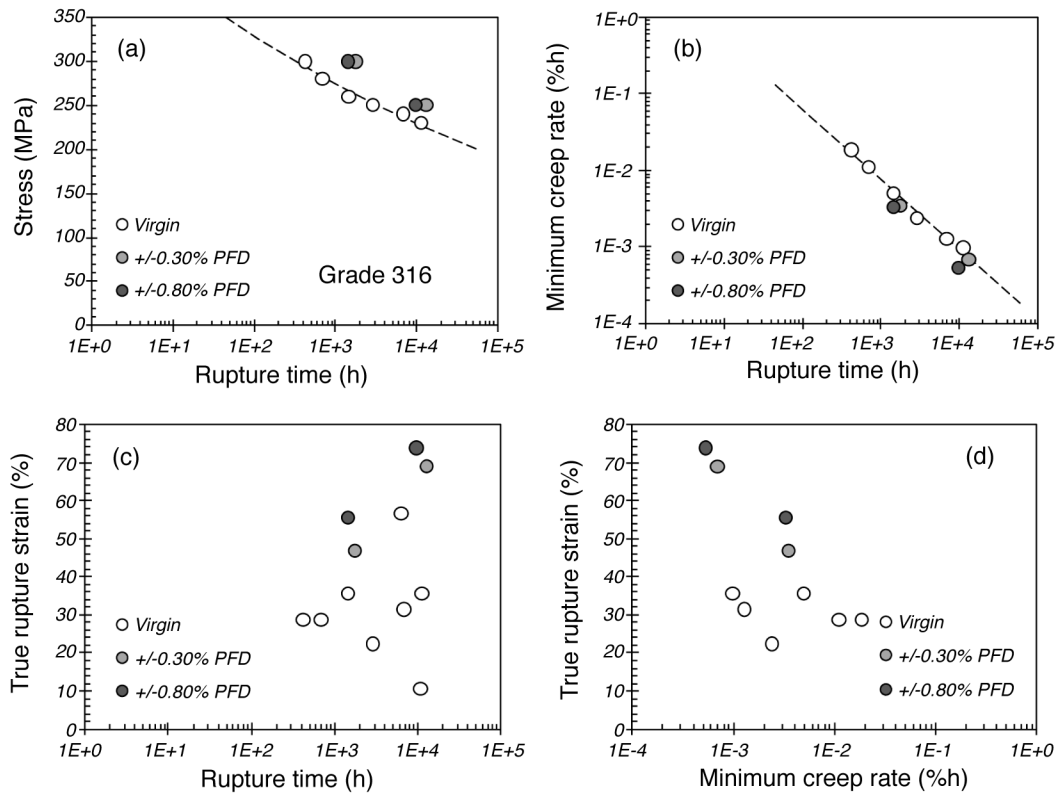 (a)
Stress (MPa)
350
300
250
200
150
100
50
0
Virgin
+/-0.30% PFD
+/-0.80% PFD
Grade 316
1E+0 1E+1 1E+2 1E+3 1E+4 1E+5
Rupture time (h)
(b)
Minimum creep rate (%h)
1E+0
1E-1
1E-2
1E-3
1E-4
Virgin
+/-0.30% PFD
+/-0.80% PFD
1E+0 1E+1 1E+2 1E+3 1E+4 1E+5
Rupture time (h)
(c)
True rupture strain (%)
80
70
60
50
40
30
20
10
0
Virgin
+/-0.30% PFD
+/-0.80% PFD
1E+0 1E+1 1E+2 1E+3 1E+4 1E+5
Rupture time (h)
(d)
True rupture strain (%)
80
70
60
50
40
30
20
10
0
Virgin
+/-0.30% PFD
+/-0.80% PFD
1E-4 1E-3 1E-2 1E-1 1E+0
Minimum creep rate (%h)